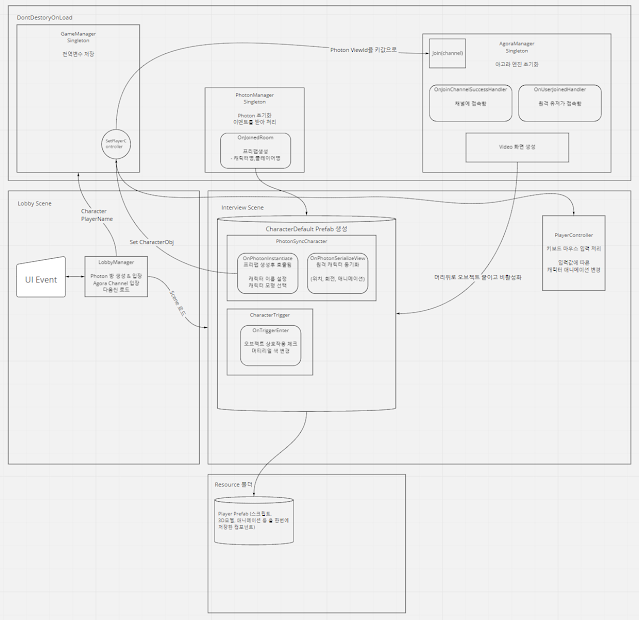 DontDestoryOnLoad
GameManager
Singleton
전역변수 저장
SetPlayerC
ontroller
Photon ViewId를 키값으로
PhotonManager
Singleton
Photon 초기화
이벤트를 받아 처리
OnJoinedRoom
프리팹생성
- 캐릭터명,플레이어명
AgoraManager
Singleton
아고라 엔진 초기화
Join(channel)
OnJoinChannelSuccessHandler
채널에 접속함
OnUserJoinedHandler
원격 유저가 접속함
Video 화면 생성
Lobby Scene
Character
PlayerName
Set CharacterObj
UI Event
LobbyManager
Photon 방 생성 & 입장
Agora Channel 입장
다음씬 로드
Scene 로드
Interview Scene
CharacterDefault Prefab 생성
PhotonSyncCharacter
OnPhotonInstantiate
프리팹 생성후 호출됨
캐릭터 이름 설정
캐릭터 모양 선택
OnPhotonSerializeView
원격 캐릭터 동기화
(위치, 회전, 애니메이션)
CharacterTrigger
OnTriggerEnter
오브젝트 상호작용 체크
머티리얼 색 변경
머리위로 오브젝트 붙이고 비활성화
PlayerController
키보드 마우스 입력 처리
입력값에 따른
캐릭터 애니메이션 변경
Resource 폴더
Player Prefab (스크립트,
3D모델, 애니메이션 등
저장된 컴포넌트)